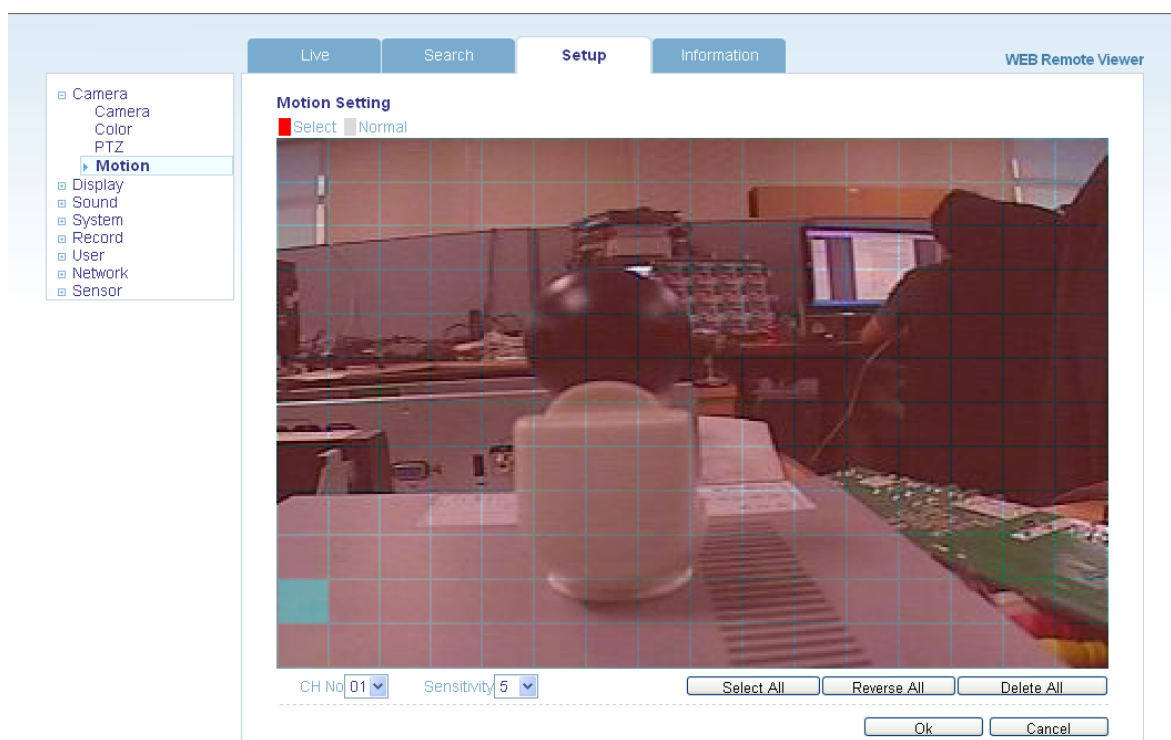 Live Search Setup Information
WEB Remote Viewer
Camera
Camera
Color
PTZ
Motion
Display
Sound
System
Record
User
Network
Sensor
Motion Setting
Select Normal
CH No 01 Sensitivity 5 Select All Reverse All Delete All
Ok Cancel